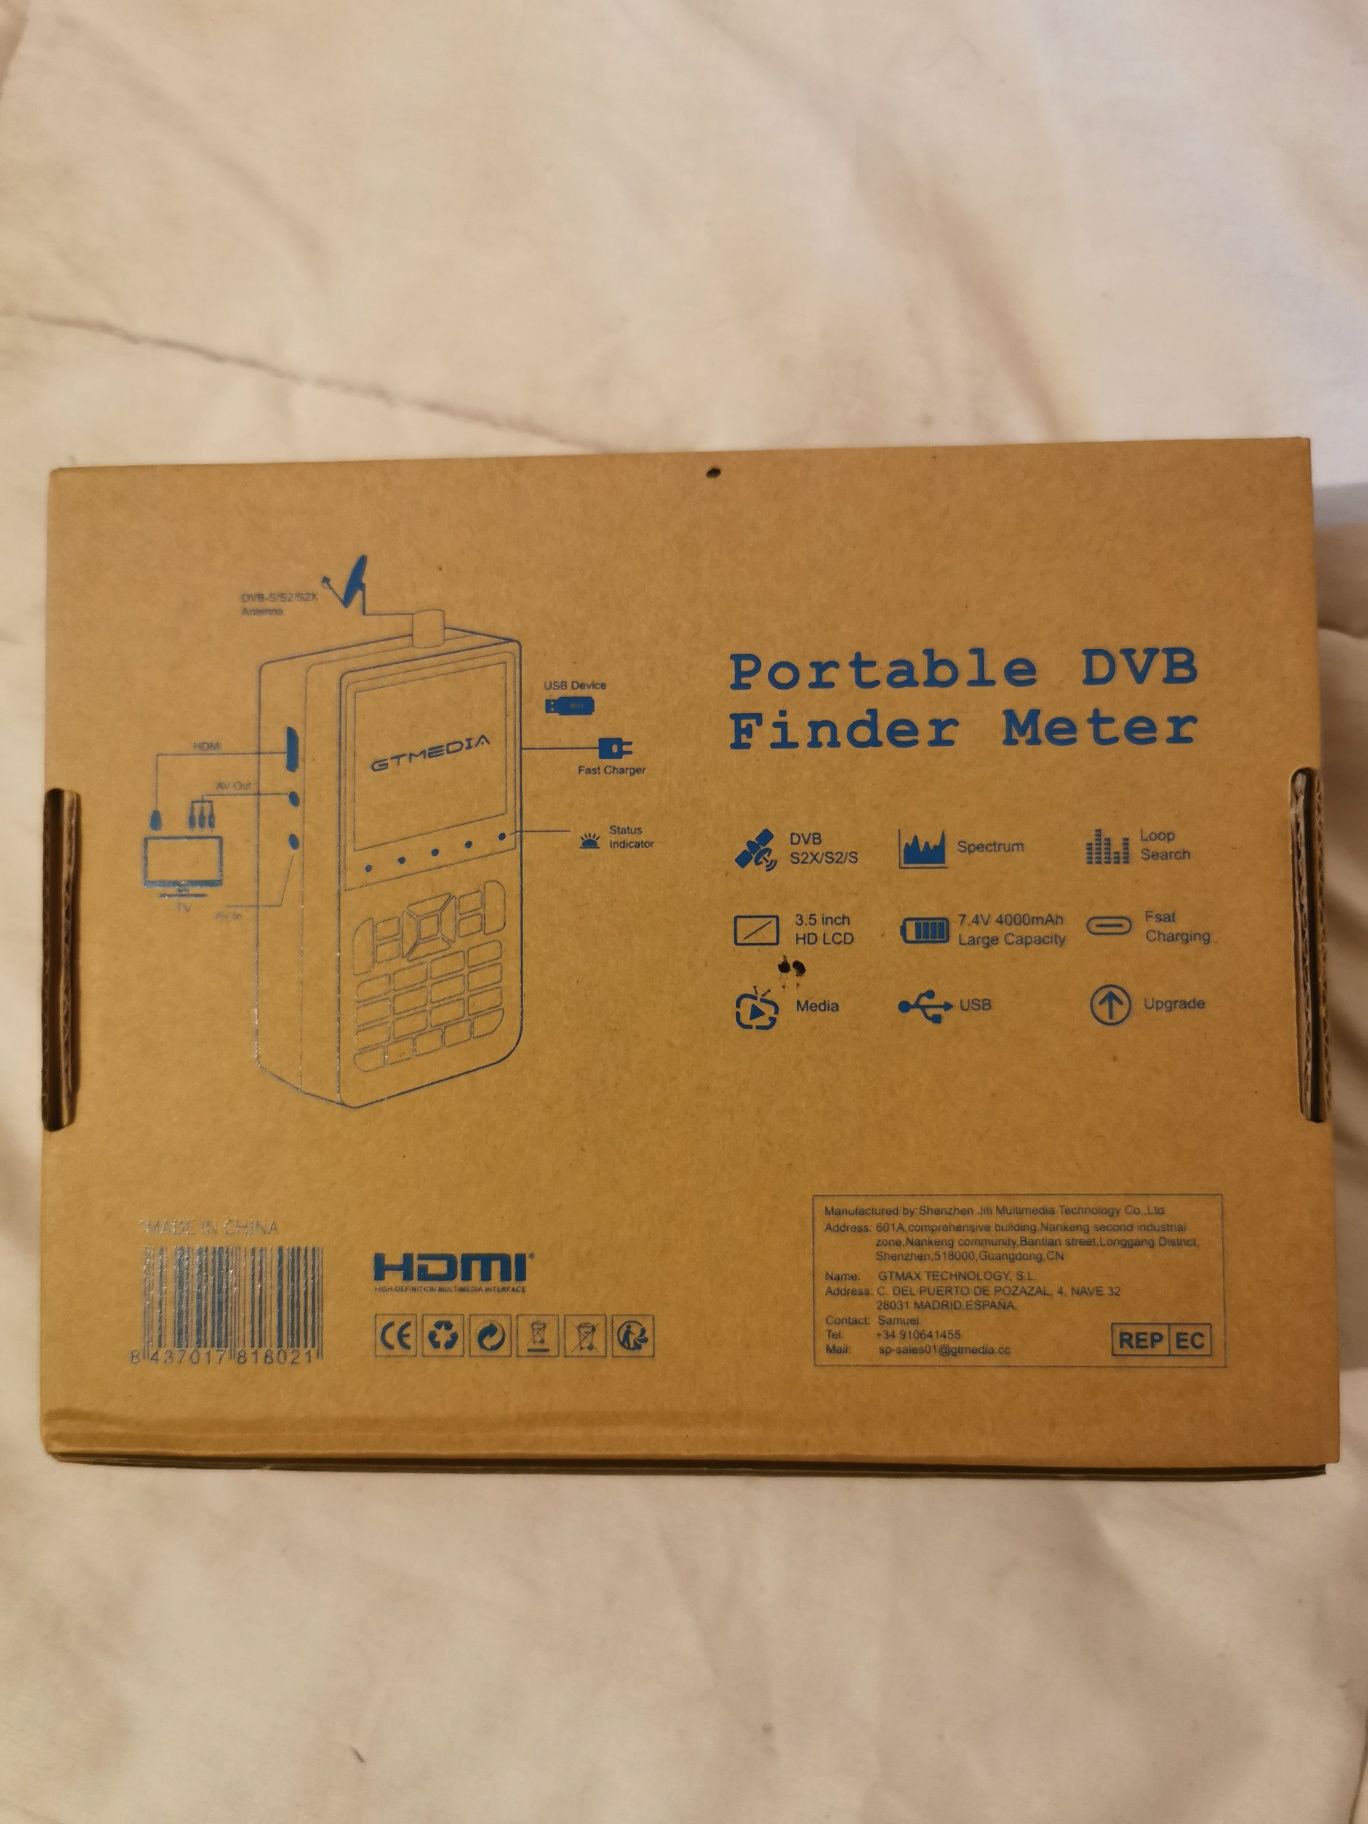 DVB-S/S2/S2X
Antenna
USB Device
HDMI
GTMEDIA
Fast Charger
AV Out
Status
Indicator
TV
AV In
Portable DVB
Finder Meter
DVB
S2X/S2/S
Spectrum
Loop
Search
3.5 inch
HD LCD
7.4V 4000mAh
Large Capacity
Fsat
Charging
Media
USB
Upgrade
MADE IN CHINA
8 437017 818021
HDMI
HIGH-DEFINITION MULTIMEDIA INTERFACE
CE
Manufactured by:Shenzhen Jili Multimedia Technology Co.,Ltd
Address: 601A,comprehensive building,Nankeng second industrial
zone,Nankeng community,Bantian street,Longgang District,
Shenzhen,518000,Guangdong,CN
Name: GTMAX TECHNOLOGY, S.L.
Address: C. DEL PUERTO DE POZAZAL, 4, NAVE 32
28031 MADRID,ESPAÑA,
Contact: Samuel
Tel: +34 910641455
Mail: sp-sales01@gtmedia.cc
REP EC